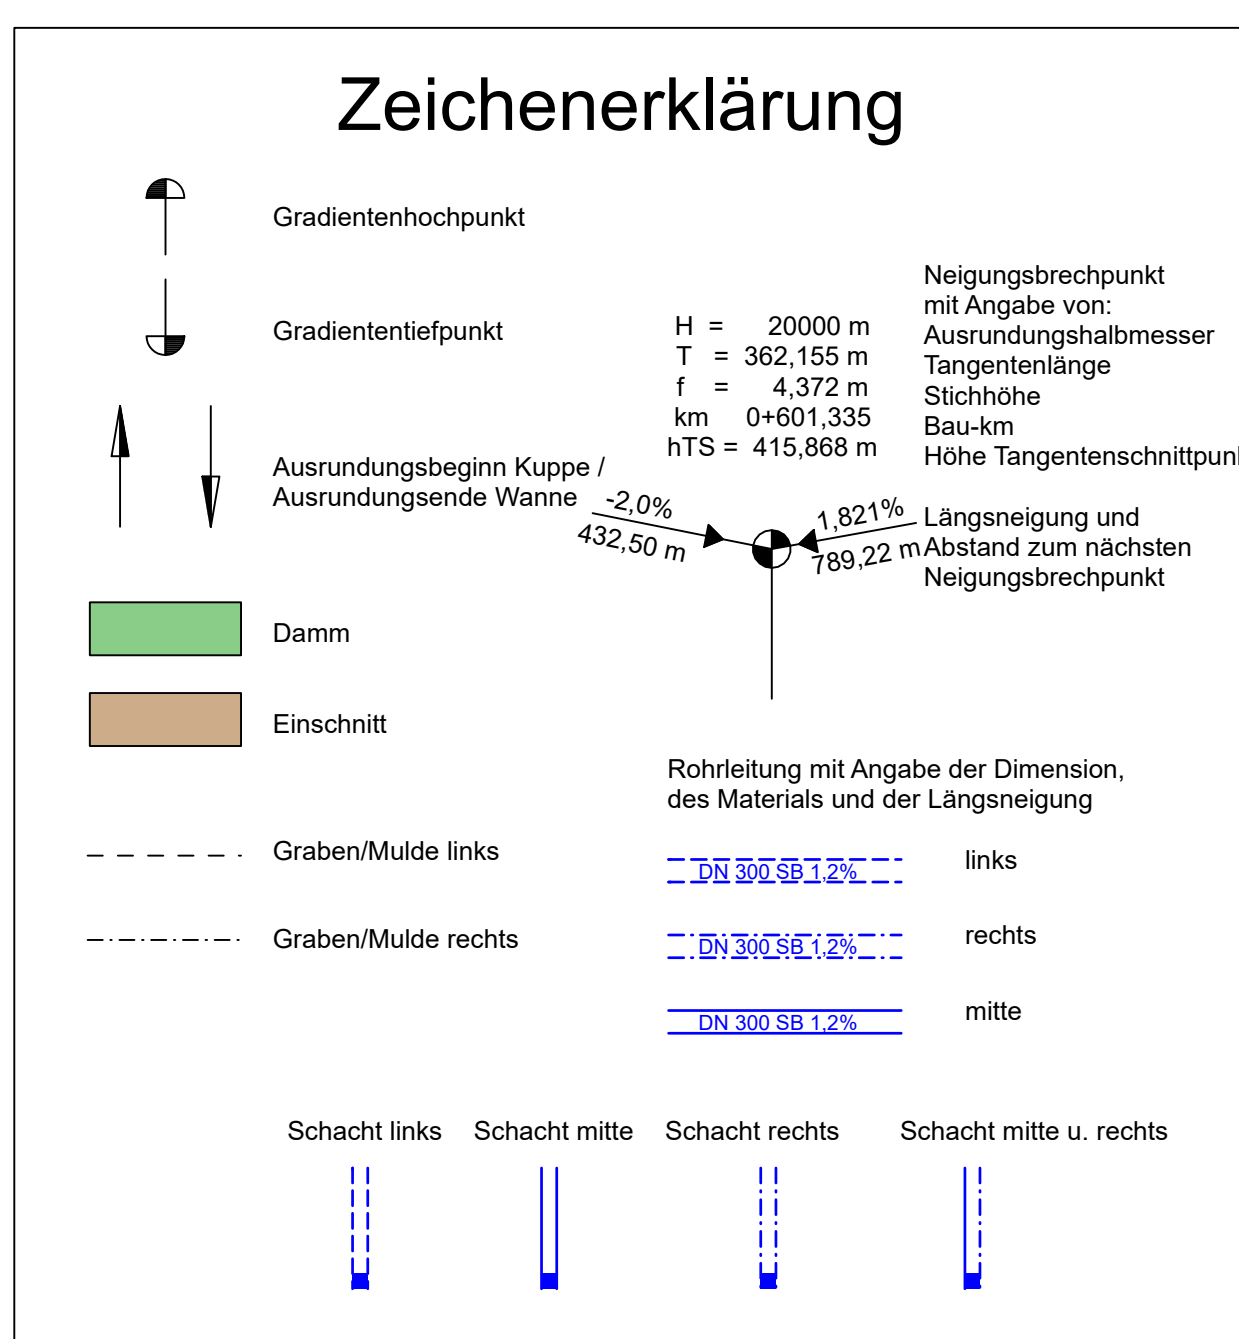 Zeichenerklärung
Gradientenhochpunkt
Gradiententiefpunkt
Ausrundungsbeginn Kuppe /
Ausrundungsende Wanne
Damm
Einschnitt
Graben/Mulde links
Graben/Mulde rechts
H = 20000 m
T = 362,155 m
f = 4,372 m
km 0+601,335
hTS = 415,868 m
Neigungsbrechpunkt
mit Angabe von:
Ausrundungshalbmesser
Tangentenlänge
Stichhöhe
Bau-km
Höhe Tangentenschnittpunk
-2,0%
432,50 m
1,821%
789,22 m
Längsneigung und
Abstand zum nächsten
Neigungsbrechpunkt
Rohrleitung mit Angabe der Dimension,
des Materials und der Längsneigung
DN 300 SB 1,2%
links
DN 300 SB 1,2%
rechts
DN 300 SB 1,2%
mitte
Schacht links
Schacht mitte
Schacht rechts
Schacht mitte u. rechts